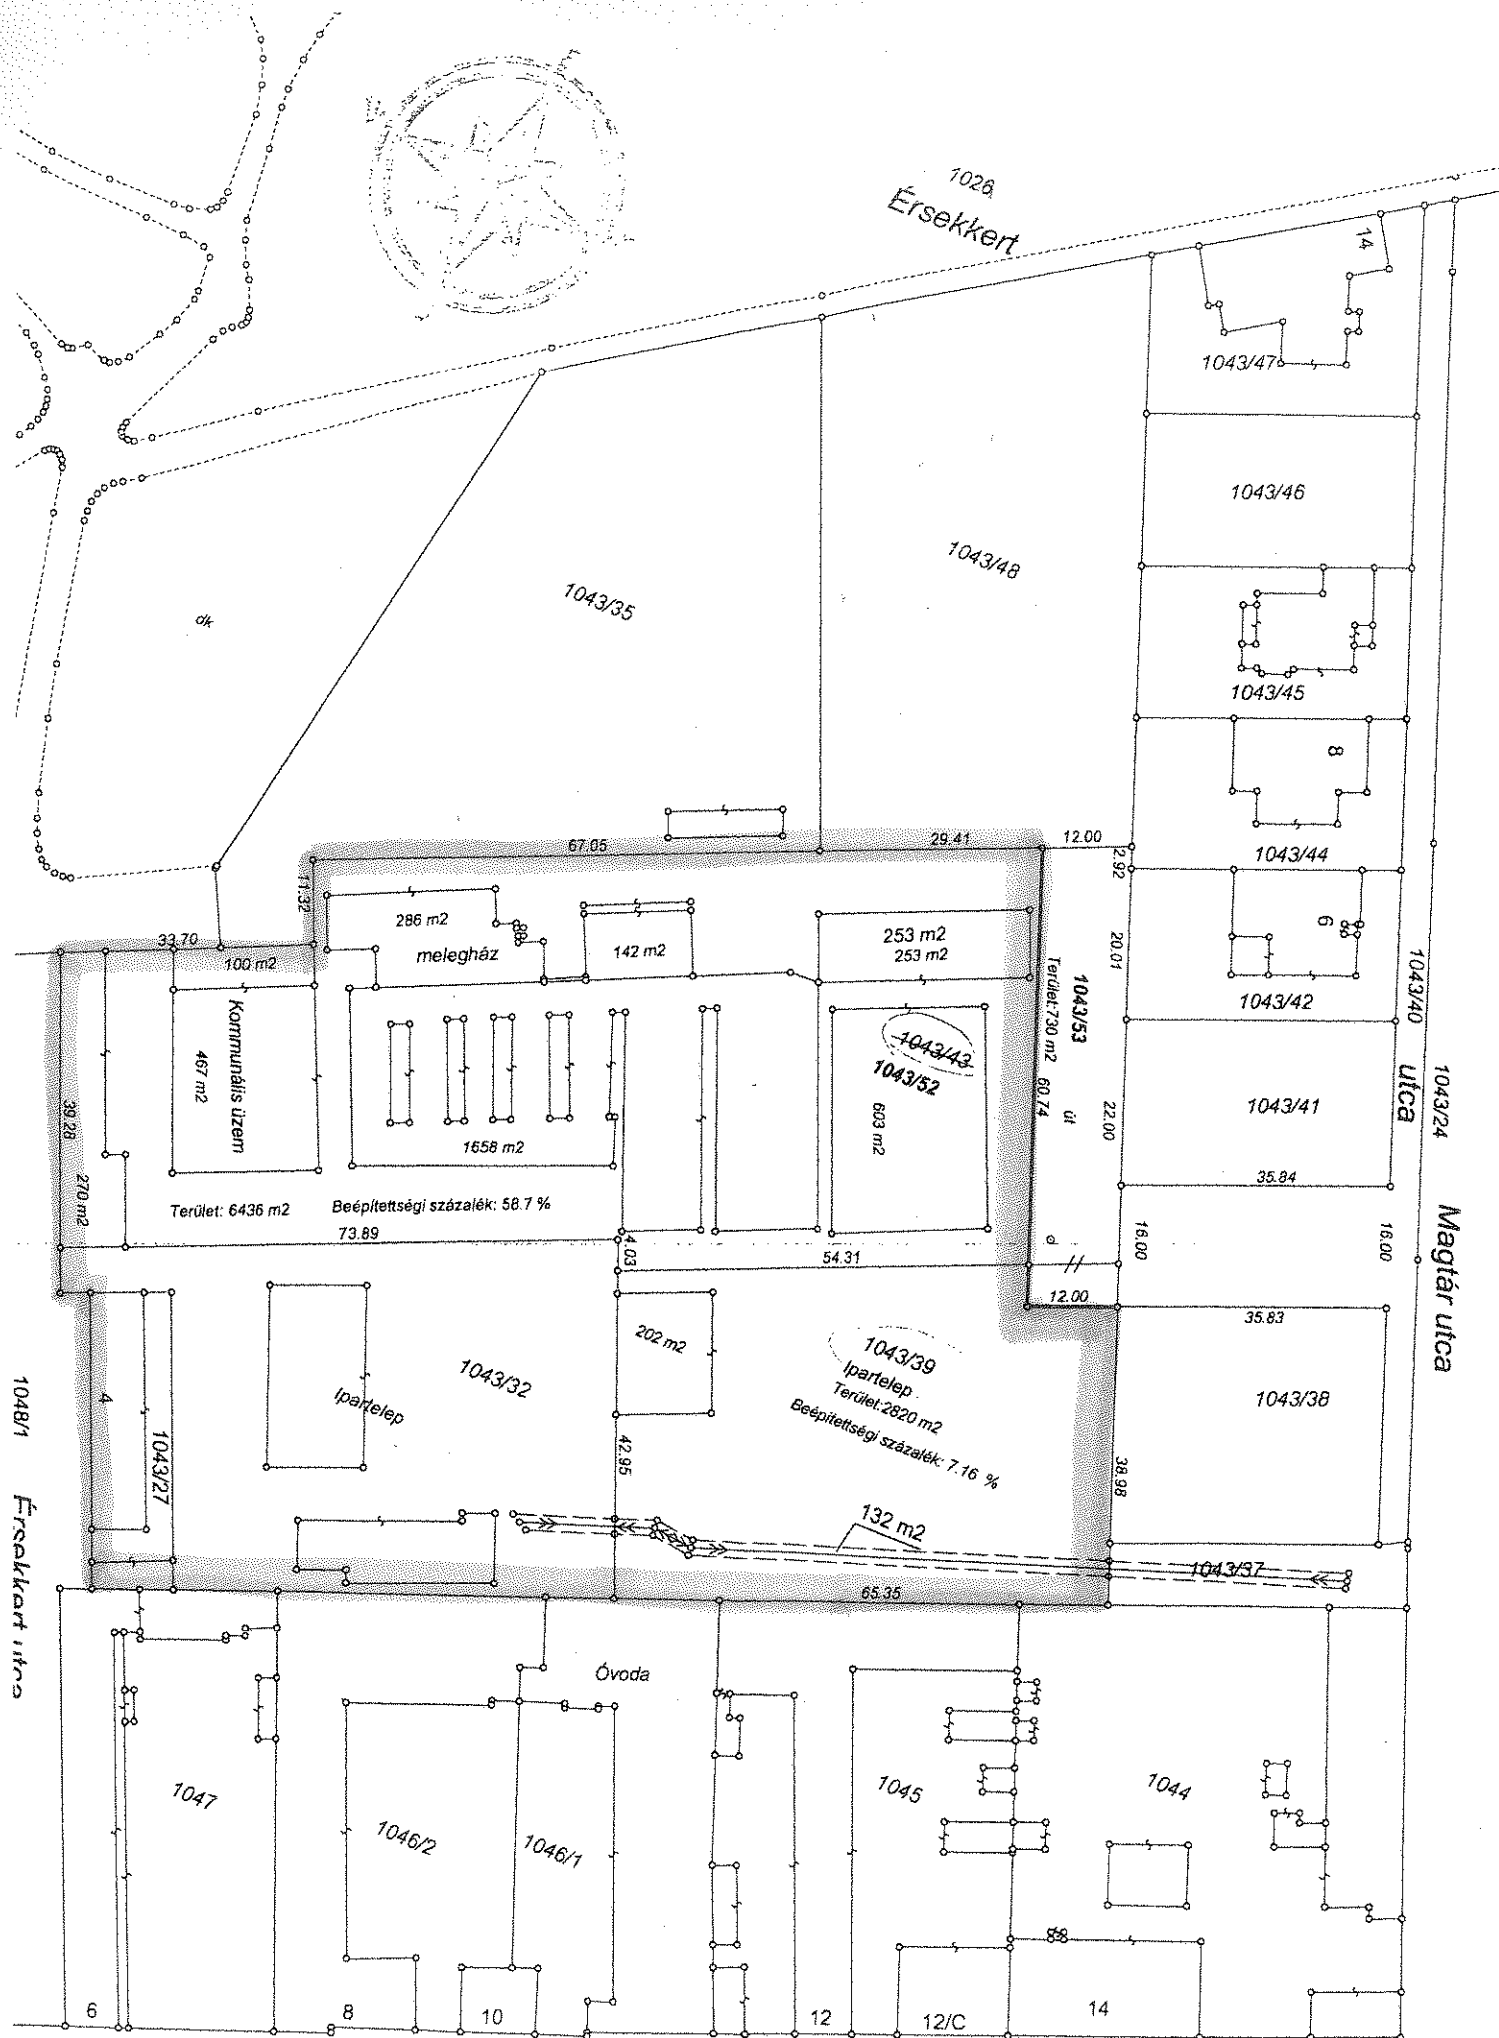 1026
Érsekkert
14
1043/47
1043/46
1043/48
1043/35
dk
1043/45
8
67.05
29.41
12.00
2.92
1043/44
11.32
286 m2
melegház
142 m2
253 m2
253 m2
6
33.70
100 m2
20.01
1043/42
1043/40
utca
1043/53
Terület:730 m2
60.74
út
1043/43
1043/52
603 m2
Kommunális üzem
467 m2
1658 m2
22.00
1043/41
1043/24
Magtár utca
39.28
270 m2
Terület: 6436 m2
Beépítettségi százalék: 58.7 %
35.84
73.89
4.03
54.31
16.00
16.00
12.00
35.83
202 m2
1043/39
Ipartelep
Terület:2820 m2
Beépítettségi százalék: 7.16 %
1043/32
Ipartelep
1043/38
4
1043/27
42.95
38.98
132 m2
1043/37
65.35
1048/1
Óvoda
1047
1046/2
1046/1
1045
1044
6
8
10
12
12/C
14